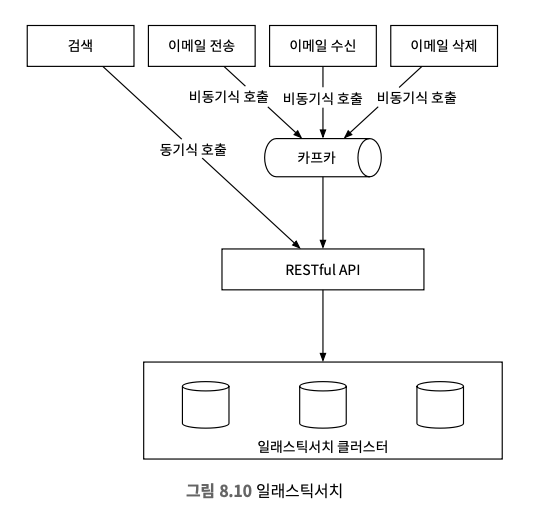 검색
이메일 전송
이메일 수신
이메일 삭제
비동기식 호출
비동기식 호출
비동기식 호출
동기식 호출
카프카
RESTful API
일래스틱서치 클러스터
그림 8.10 일래스틱서치